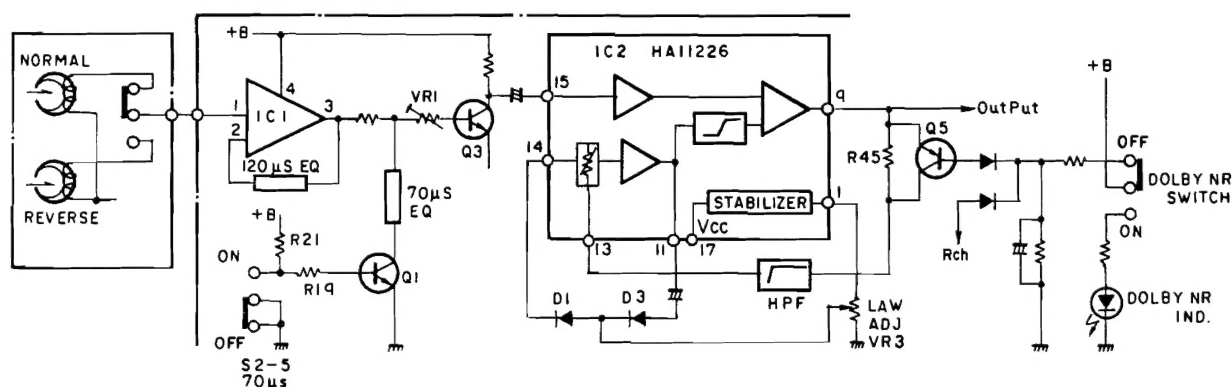 NORMAL
REVERSE
+B
4
1
2
3
IC1
120µS EQ
VR1
Q3
70µS
EQ
+B
R21
ON
R19
Q1
OFF
S2-5
70µs
IC2 HA11226
15
9
14
STABILIZER
1
VCC
13
11
17
D1
D3
HPF
LAW
ADJ
VR3
OutPut
Q5
R45
Rch
+B
OFF
DOLBY NR
SWITCH
ON
DOLBY NR
IND.